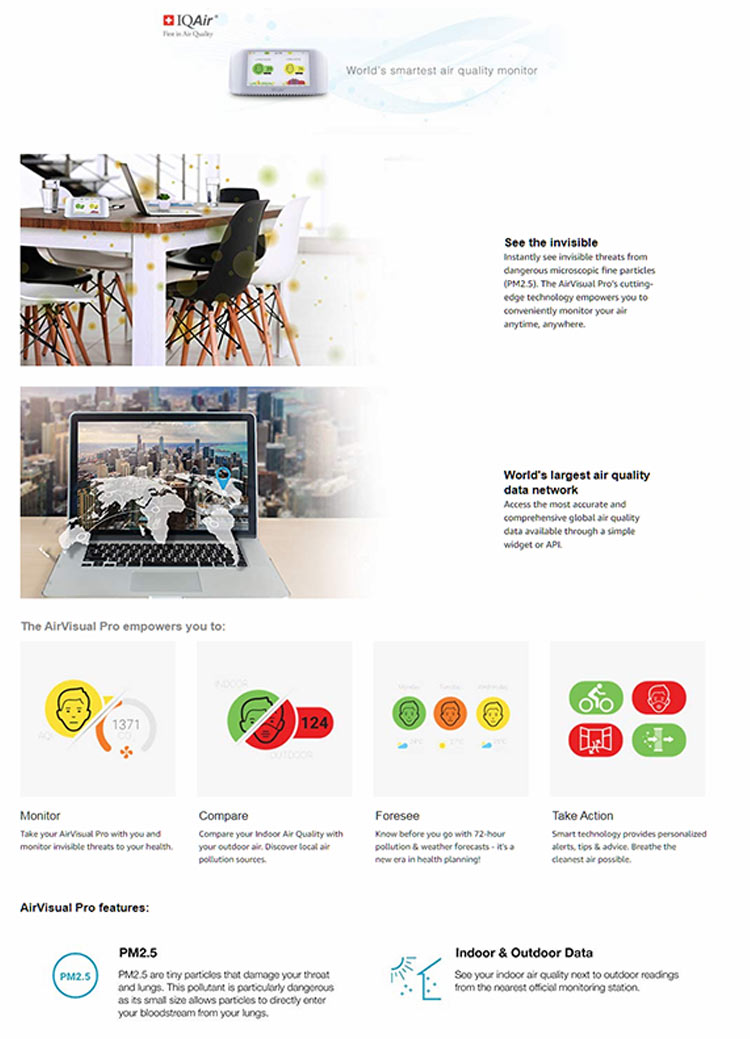 IQAir®
First in Air Quality
World's smartest air quality monitor
See the invisible
Instantly see invisible threats from
dangerous microscopic fine particles
(PM2.5). The AirVisual Pro's cutting-
edge technology empowers you to
conveniently monitor your air
anytime, anywhere.
World's largest air quality
data network
Access the most accurate and
comprehensive global air quality
data available through a simple
widget or API.
The AirVisual Pro empowers you to:
AQI
1371
CO₂
INDOOR
124
OUTDOOR
Monday Tuesday Wednesday
Monitor
Take your AirVisual Pro with you and
monitor invisible threats to your health.
Compare
Compare your Indoor Air Quality with
your outdoor air. Discover local air
pollution sources.
Foresee
Know before you go with 72-hour
pollution & weather forecasts - it's a
new era in health planning!
Take Action
Smart technology provides personalized
alerts, tips & advice. Breathe the
cleanest air possible.
AirVisual Pro features:
PM2.5
PM2.5
PM2.5 are tiny particles that damage your throat
and lungs. This pollutant is particularly dangerous
as its small size allows particles to directly enter
your bloodstream from your lungs.
Indoor & Outdoor Data
See your indoor air quality next to outdoor readings
from the nearest official monitoring station.